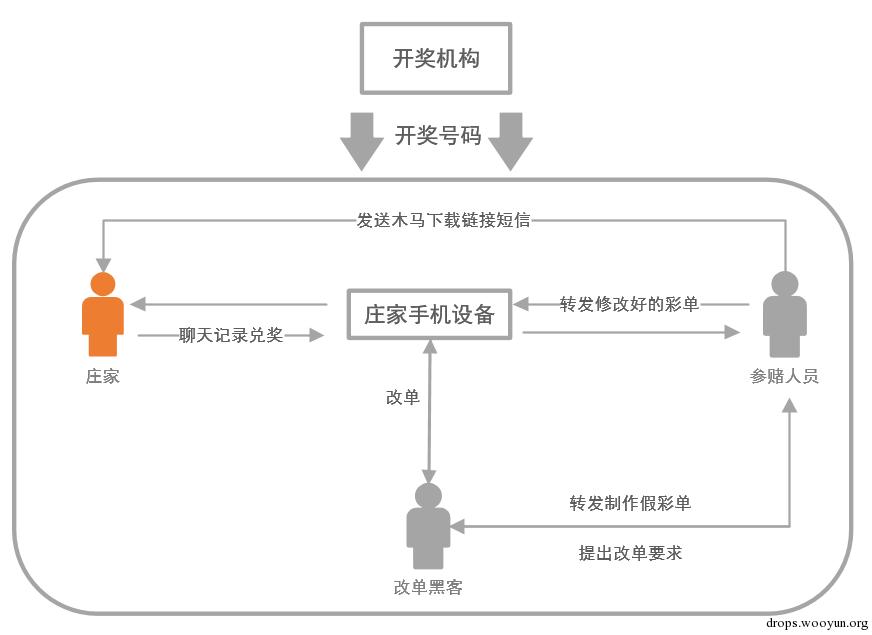 开奖机构
开奖号码
发送木马下载链接短信
庄家手机设备
转发修改好的彩单
聊天记录兑奖
庄家
参赌人员
改单
转发制作假彩单
提出改单要求
改单黑客
drops.wooyun.org